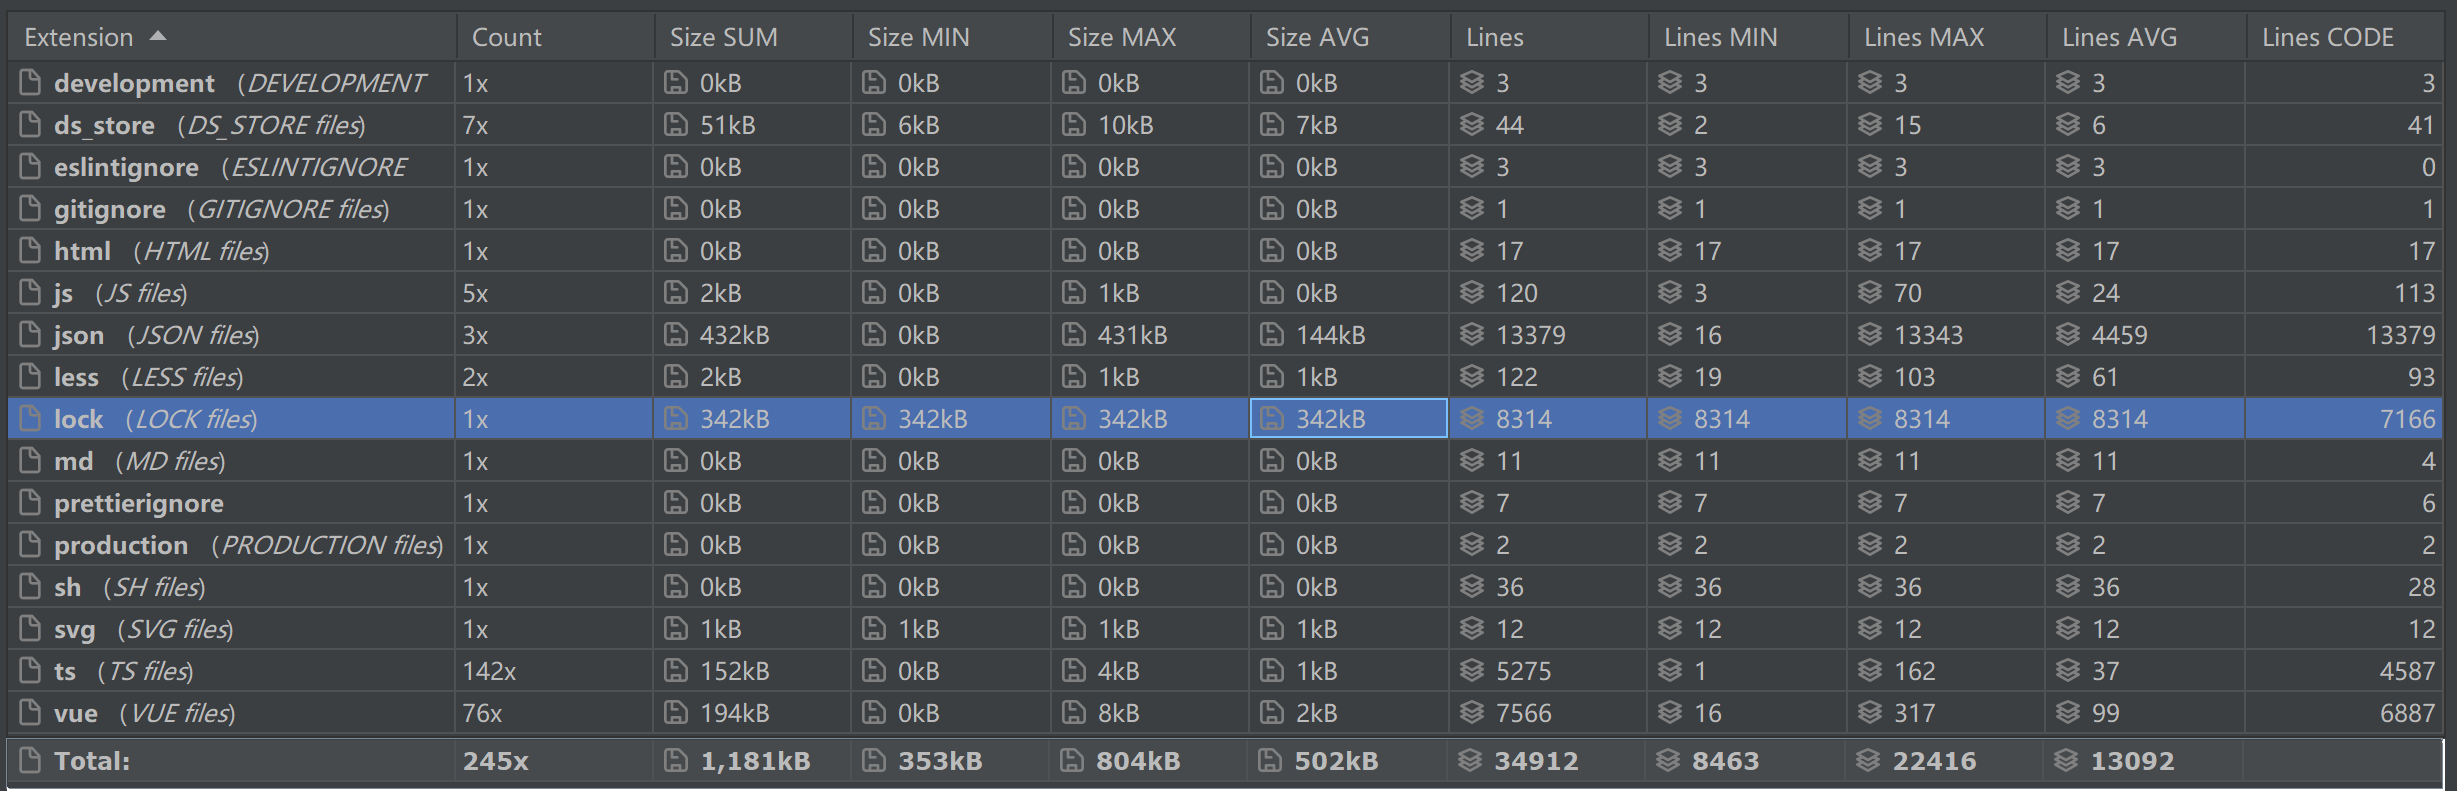 Extension Count Size SUM Size MIN Size MAX Size AVG Lines Lines MIN Lines MAX Lines AVG Lines CODE
development (DEVELOPMENT 1x 0kB 0kB 0kB 0kB 3 3 3 3 3
ds_store (DS_STORE files) 7x 51kB 6kB 10kB 7kB 44 2 15 6 41
eslintignore (ESLINTIGNORE 1x 0kB 0kB 0kB 0kB 3 3 3 3 0
gitignore (GITIGNORE files) 1x 0kB 0kB 0kB 0kB 1 1 1 1 1
html (HTML files) 1x 0kB 0kB 0kB 0kB 17 17 17 17 17
js (JS files) 5x 2kB 0kB 1kB 0kB 120 3 70 24 113
json (JSON files) 3x 432kB 0kB 431kB 144kB 13379 16 13343 4459 13379
less (LESS files) 2x 2kB 0kB 1kB 1kB 122 19 103 61 93
lock (LOCK files) 1x 342kB 342kB 342kB 342kB 8314 8314 8314 8314 7166
md (MD files) 1x 0kB 0kB 0kB 0kB 11 11 11 11 4
prettierignore 1x 0kB 0kB 0kB 0kB 7 7 7 7 6
production (PRODUCTION files) 1x 0kB 0kB 0kB 0kB 2 2 2 2 2
sh (SH files) 1x 0kB 0kB 0kB 0kB 36 36 36 36 28
svg (SVG files) 1x 1kB 1kB 1kB 1kB 12 12 12 12 12
ts (TS files) 142x 152kB 0kB 4kB 1kB 5275 1 162 37 4587
vue (VUE files) 76x 194kB 0kB 8kB 2kB 7566 16 317 99 6887
Total: 245x 1,181kB 353kB 804kB 502kB 34912 8463 22416 13092